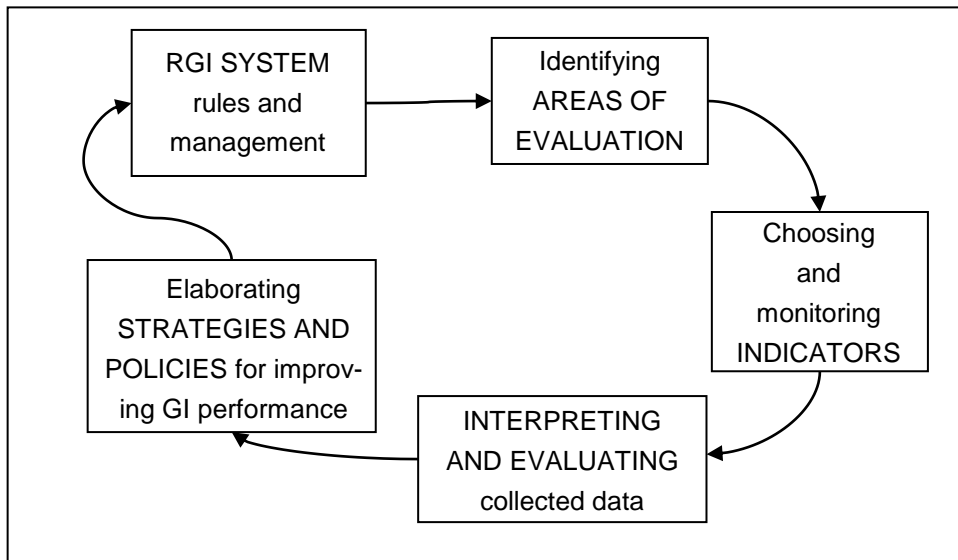 RGI SYSTEM
rules and
management
Identifying
AREAS OF
EVALUATION
Choosing
and
monitoring
INDICATORS
INTERPRETING
AND EVALUATING
collected data
Elaborating
STRATEGIES AND
POLICIES for improv-
ing GI performance